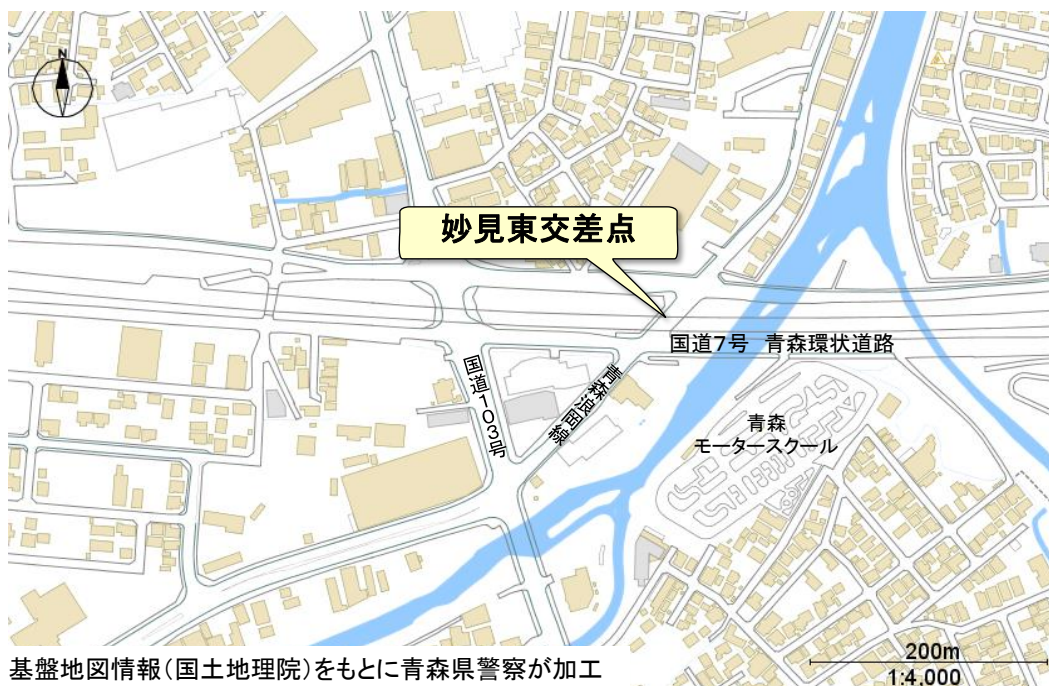 N
妙見東交差点
国道7号 青森環状道路
国道103号
青森浪岡線
青森
モータースクール
200m
1:4,000
基盤地図情報(国土地理院)をもとに青森県警察が加工